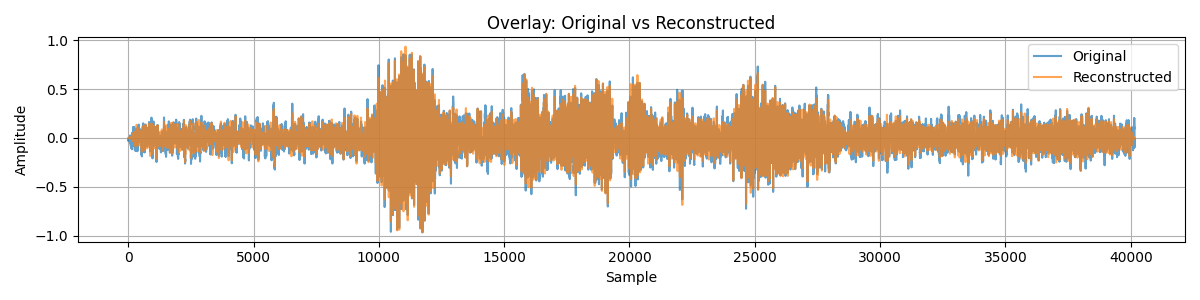 Overlay: Original vs Reconstructed
Original
Reconstructed
Amplitude
1.0
0.5
0.0
−0.5
−1.0
0 5000 10000 15000 20000 25000 30000 35000 40000
Sample